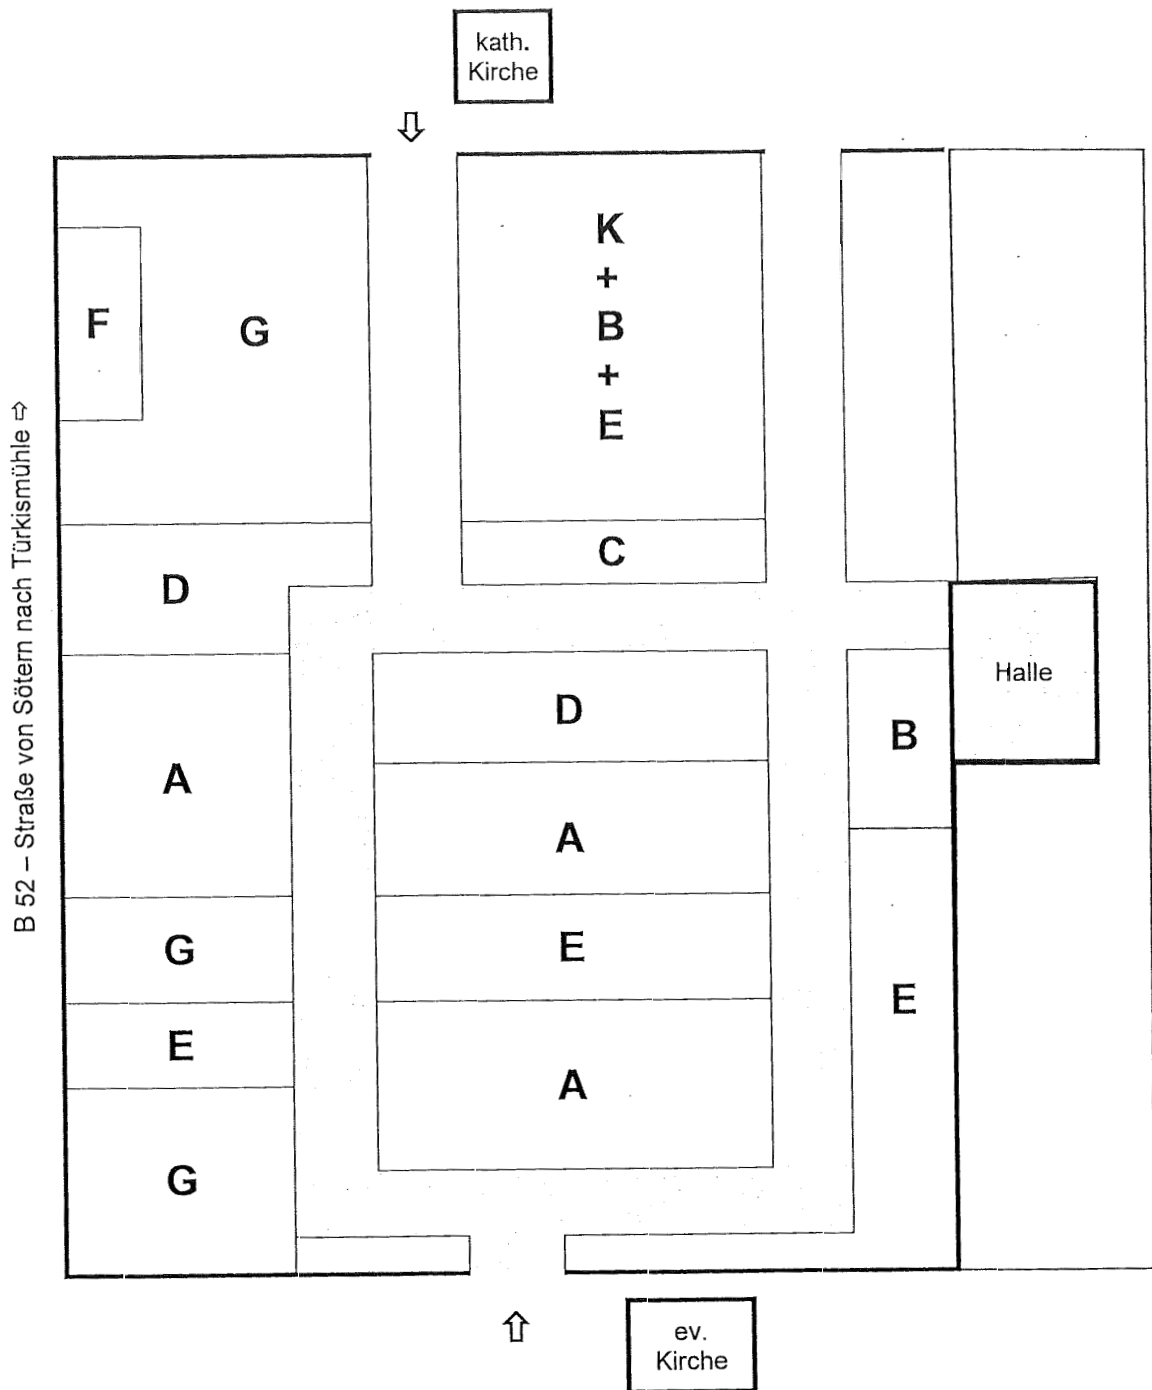 kath.
Kirche
K
+
B
+
E
F
G
C
D
D
Halle
B
A
A
G
E
E
E
A
G
B 52 – Straße von Sötern nach Türkismühle
ev.
Kirche